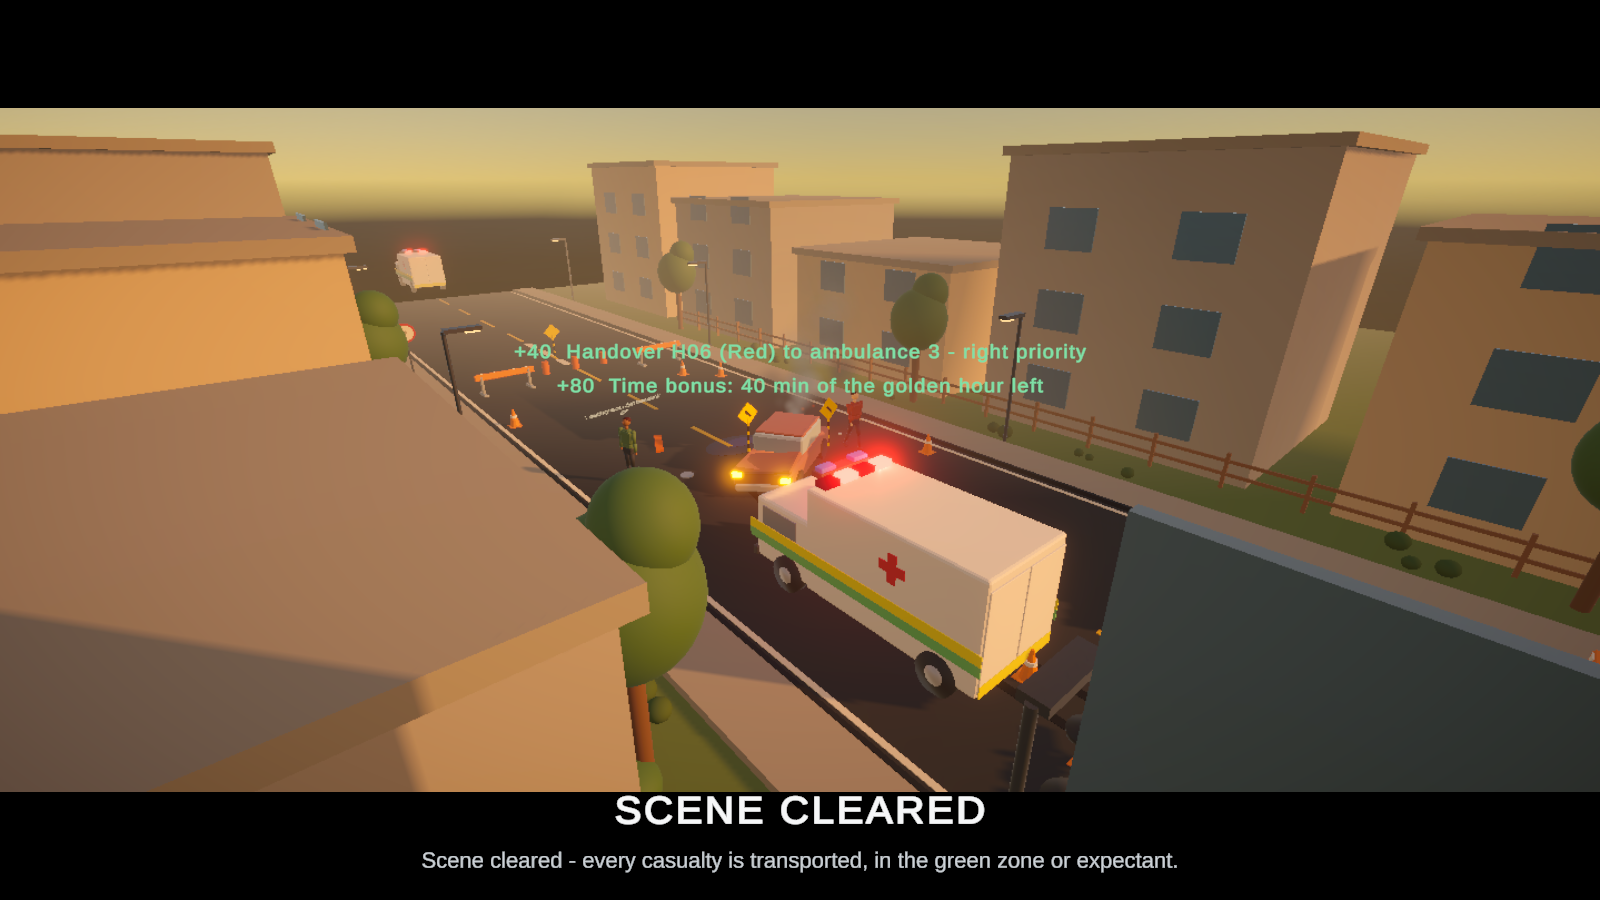 +40 Handover H06 (Red) to ambulance 3 - right priority
+80 Time bonus: 40 min of the golden hour left
SCENE CLEARED
Scene cleared - every casualty is transported, in the green zone or expectant.